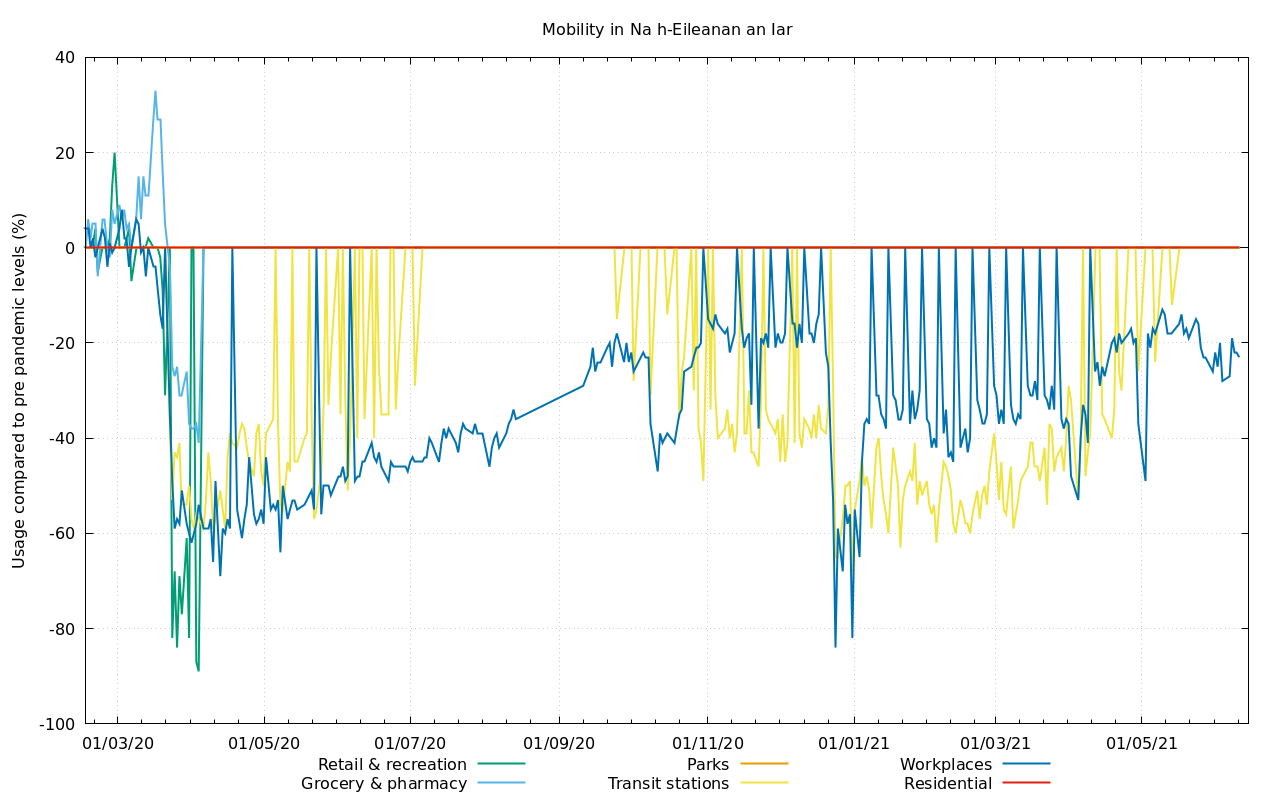 Mobility in Na h-Eileanan an Iar
Usage compared to pre pandemic levels (%)
40
20
0
-20
-40
-60
-80
-100
01/03/20 01/05/20 01/07/20 01/09/20 01/11/20 01/01/21 01/03/21 01/05/21
Retail & recreation Parks Workplaces
Grocery & pharmacy Transit stations Residential